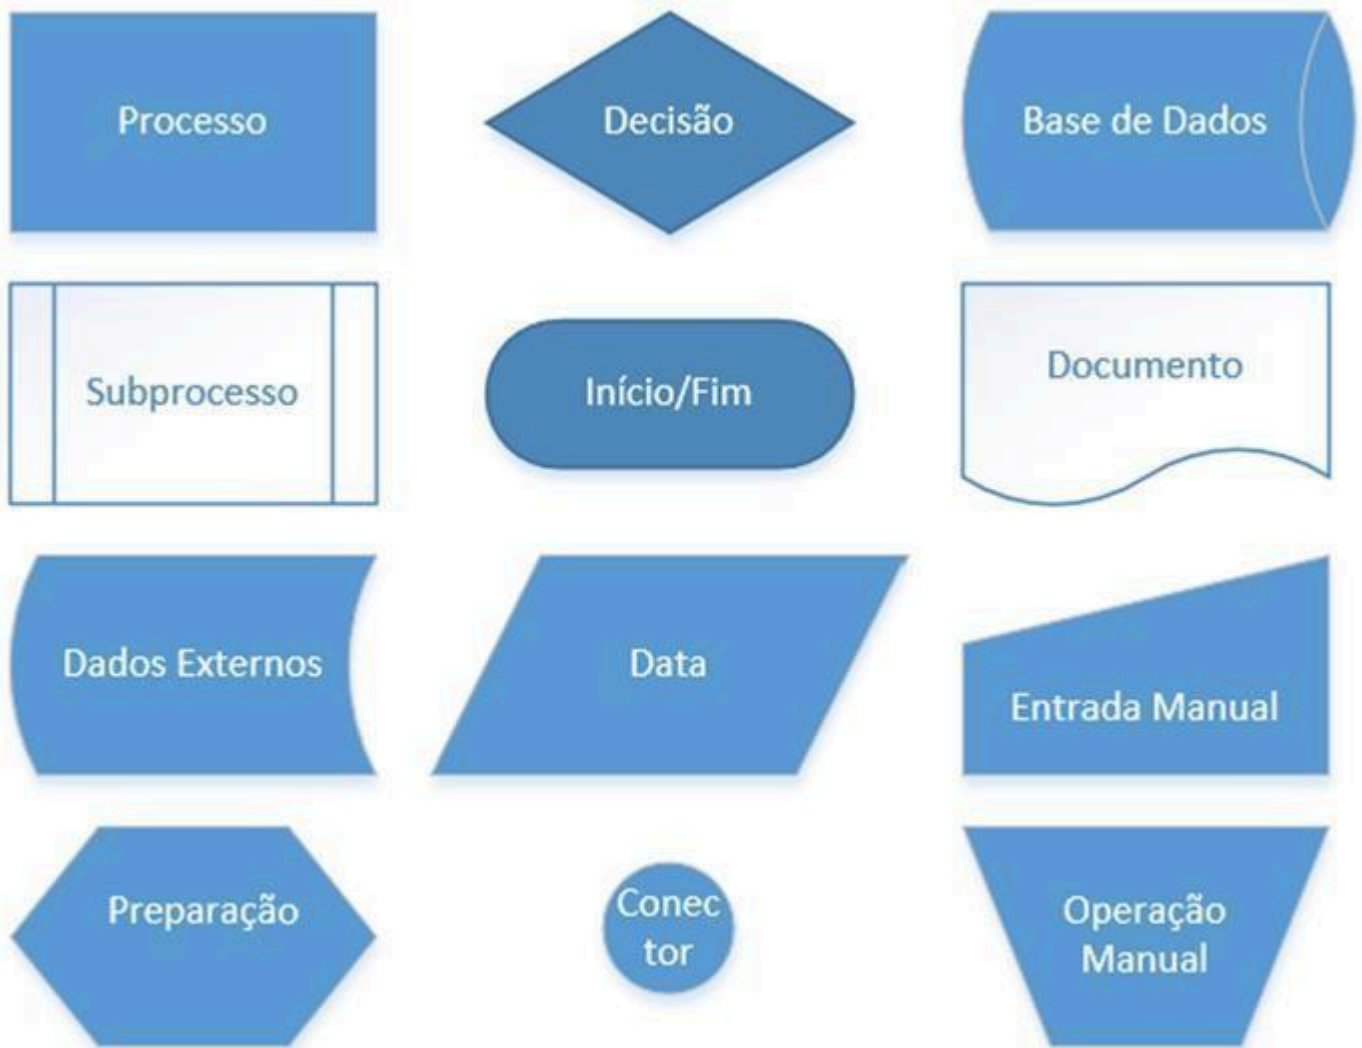 Processo
Decisão
Base de Dados
Subprocesso
Início/Fim
Documento
Dados Externos
Data
Entrada Manual
Preparação
Conec
tor
Operação
Manual